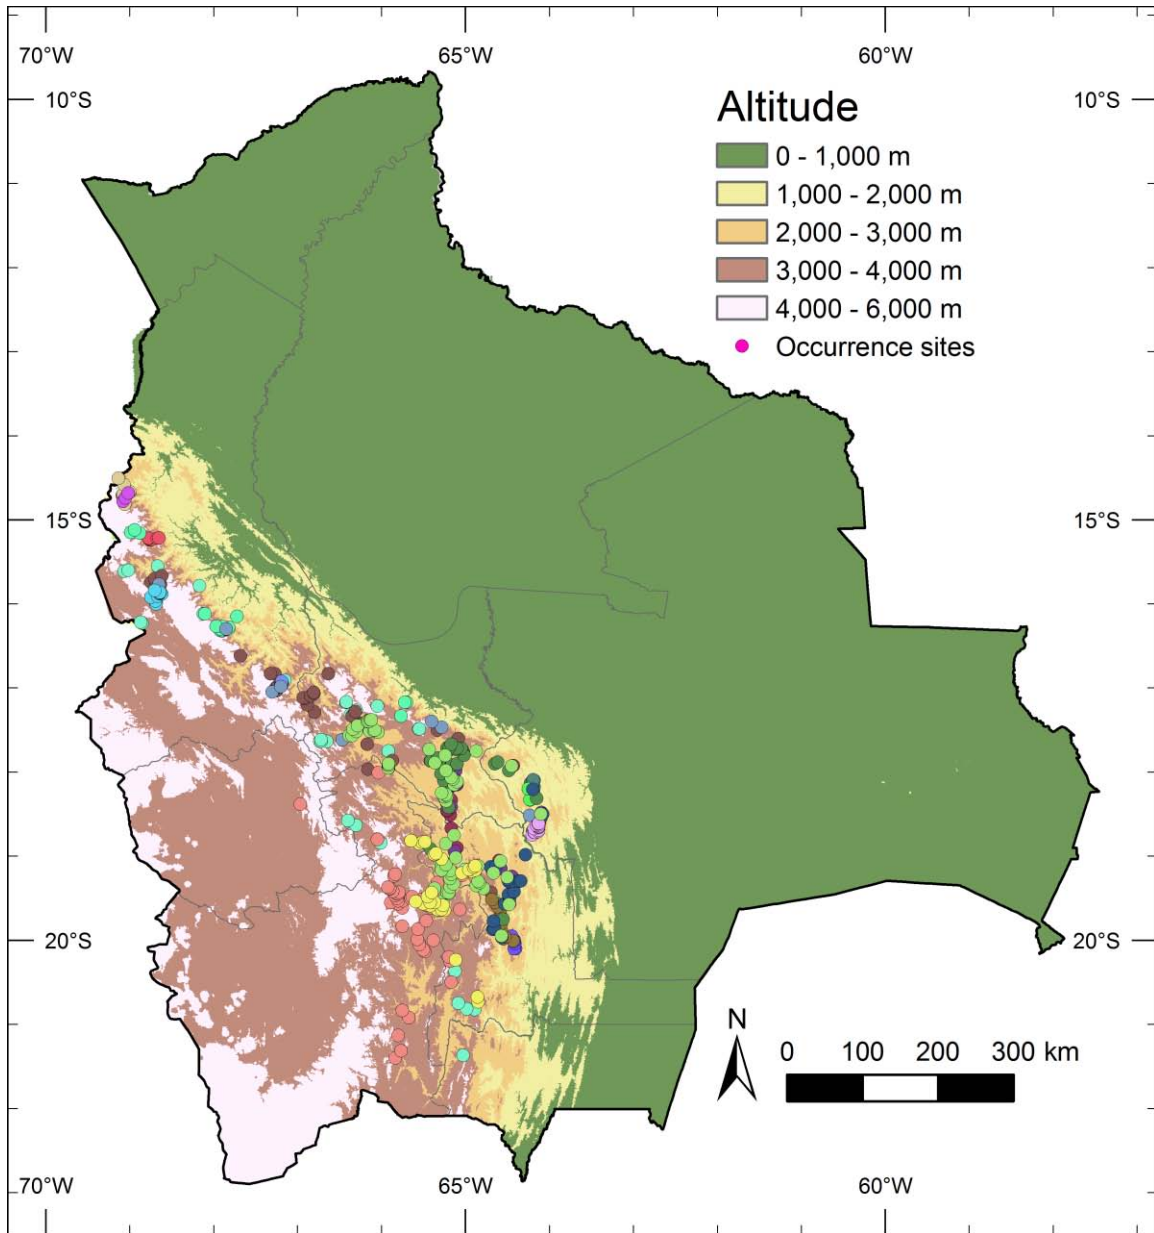 70°W 65°W 60°W
10°S 10°S
Altitude
0 - 1,000 m
1,000 - 2,000 m
2,000 - 3,000 m
3,000 - 4,000 m
4,000 - 6,000 m
Occurrence sites
15°S 15°S
20°S 20°S
N
0 100 200 300 km
70°W 65°W 60°W